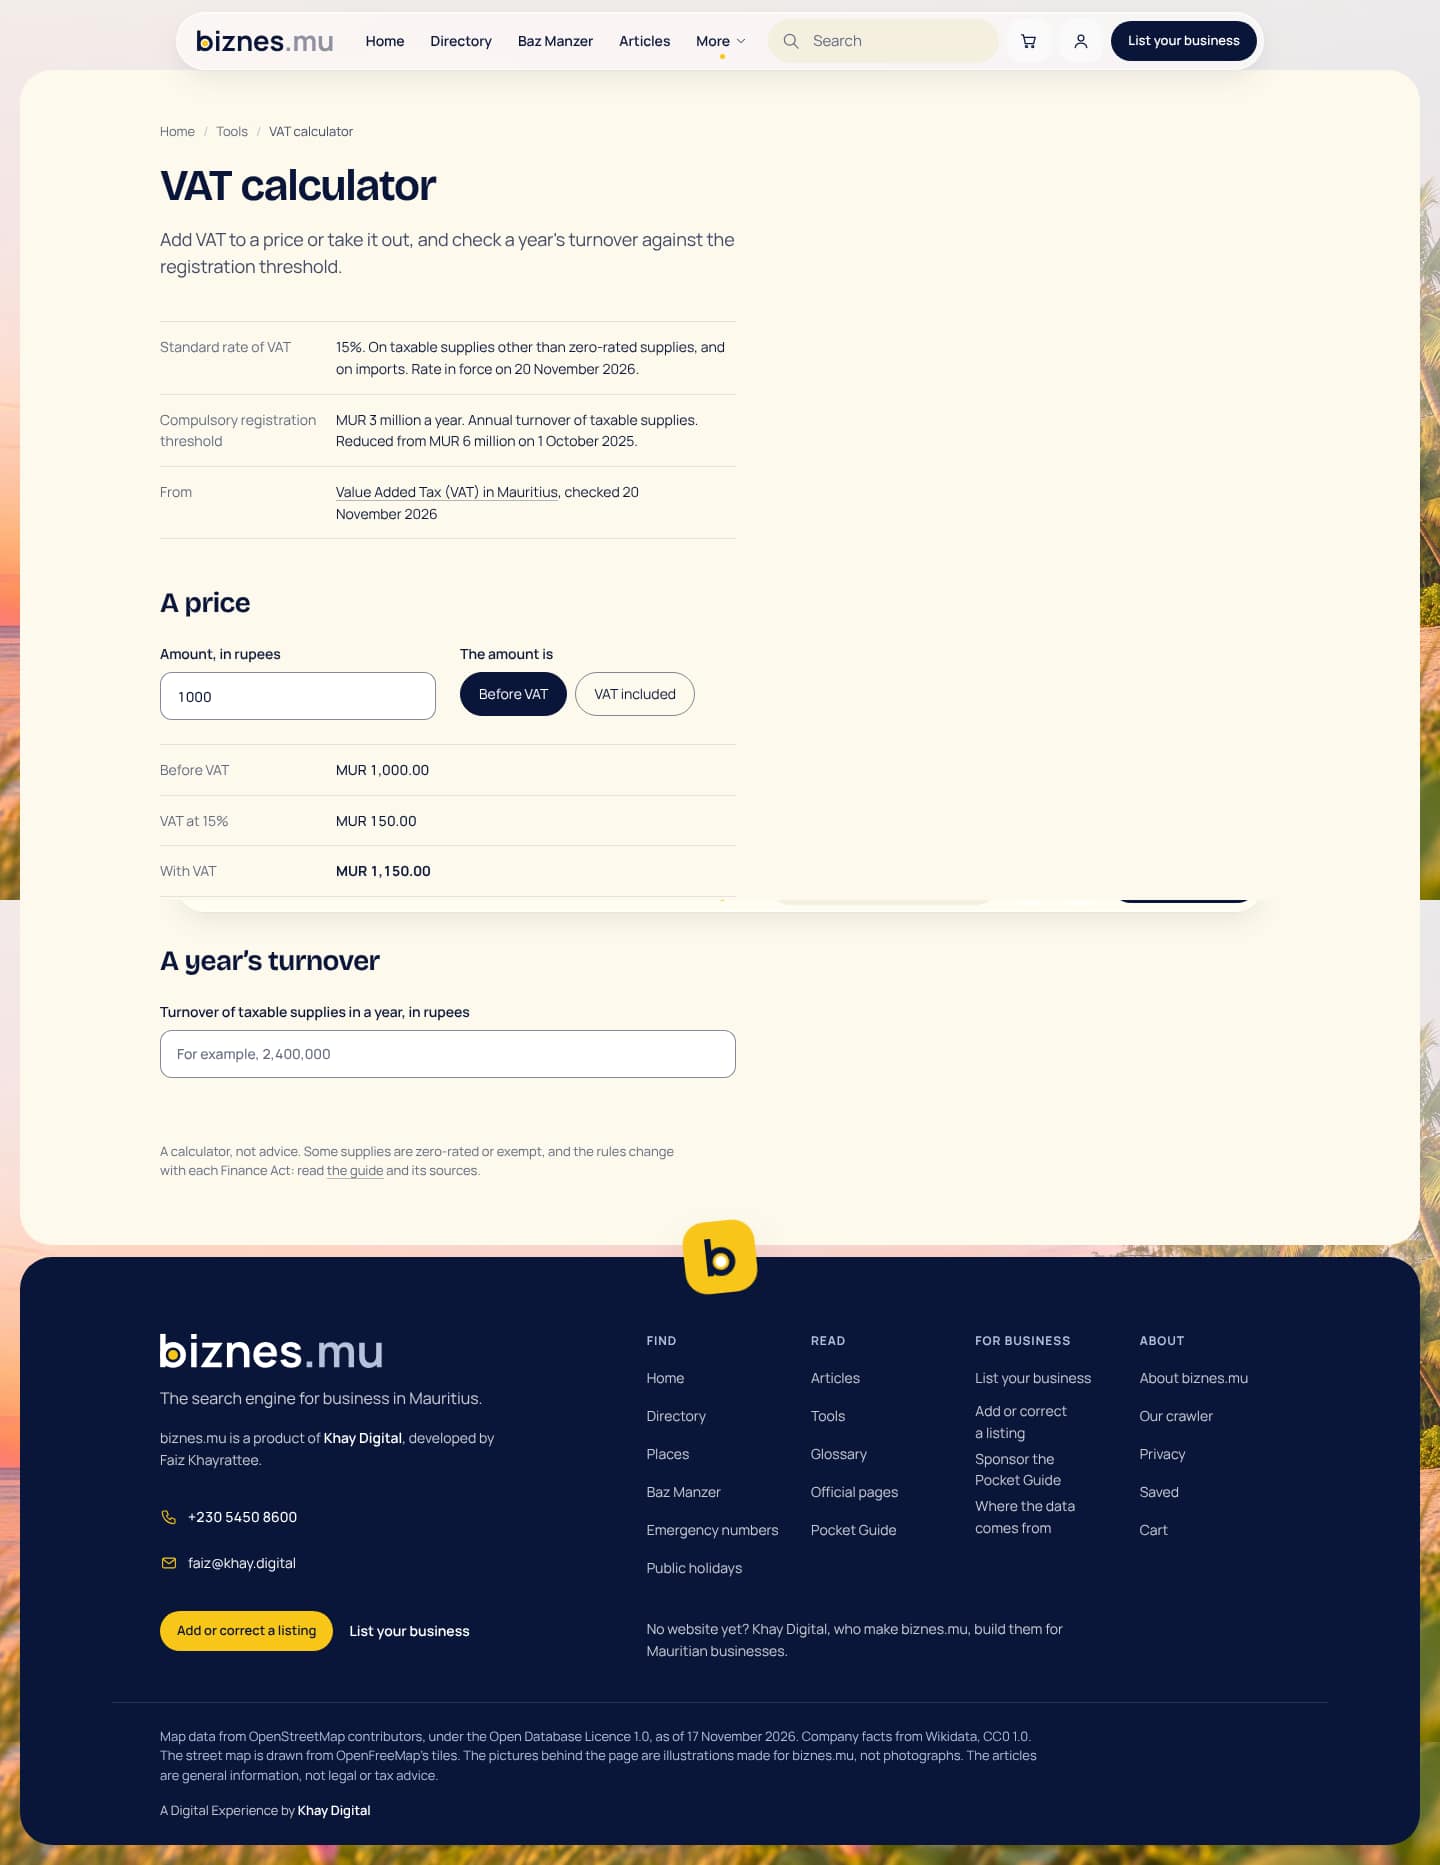 biznes.mu
Home
Directory
Baz Manzer
Articles
More
Search
List your business
Home / Tools / VAT calculator
VAT calculator
Add VAT to a price or take it out, and check a year's turnover against the
registration threshold.
Standard rate of VAT
15%. On taxable supplies other than zero-rated supplies, and
on imports. Rate in force on 20 November 2026.
Compulsory registration
threshold
MUR 3 million a year. Annual turnover of taxable supplies.
Reduced from MUR 6 million on 1 October 2025.
From
Value Added Tax (VAT) in Mauritius, checked 20
November 2026
A price
Amount, in rupees
1000
The amount is
Before VAT
VAT included
Before VAT
MUR 1,000.00
VAT at 15%
MUR 150.00
With VAT
MUR 1,150.00
A year's turnover
Turnover of taxable supplies in a year, in rupees
For example, 2,400,000
A calculator, not advice. Some supplies are zero-rated or exempt, and the rules change
with each Finance Act: read the guide and its sources.
b
biznes.mu
The search engine for business in Mauritius.
biznes.mu is a product of Khay Digital, developed by
Faiz Khayrattee.
+230 5450 8600
faiz@khay.digital
Add or correct a listing
List your business
FIND
Home
Directory
Places
Baz Manzer
Emergency numbers
Public holidays
READ
Articles
Tools
Glossary
Official pages
Pocket Guide
FOR BUSINESS
List your business
Add or correct
a listing
Sponsor the
Pocket Guide
Where the data
comes from
ABOUT
About biznes.mu
Our crawler
Privacy
Saved
Cart
No website yet? Khay Digital, who make biznes.mu, build them for
Mauritian businesses.
Map data from OpenStreetMap contributors, under the Open Database Licence 1.0, as of 17 November 2026. Company facts from Wikidata, CC0 1.0.
The street map is drawn from OpenFreeMap's tiles. The pictures behind the page are illustrations made for biznes.mu, not photographs. The articles
are general information, not legal or tax advice.
A Digital Experience by Khay Digital